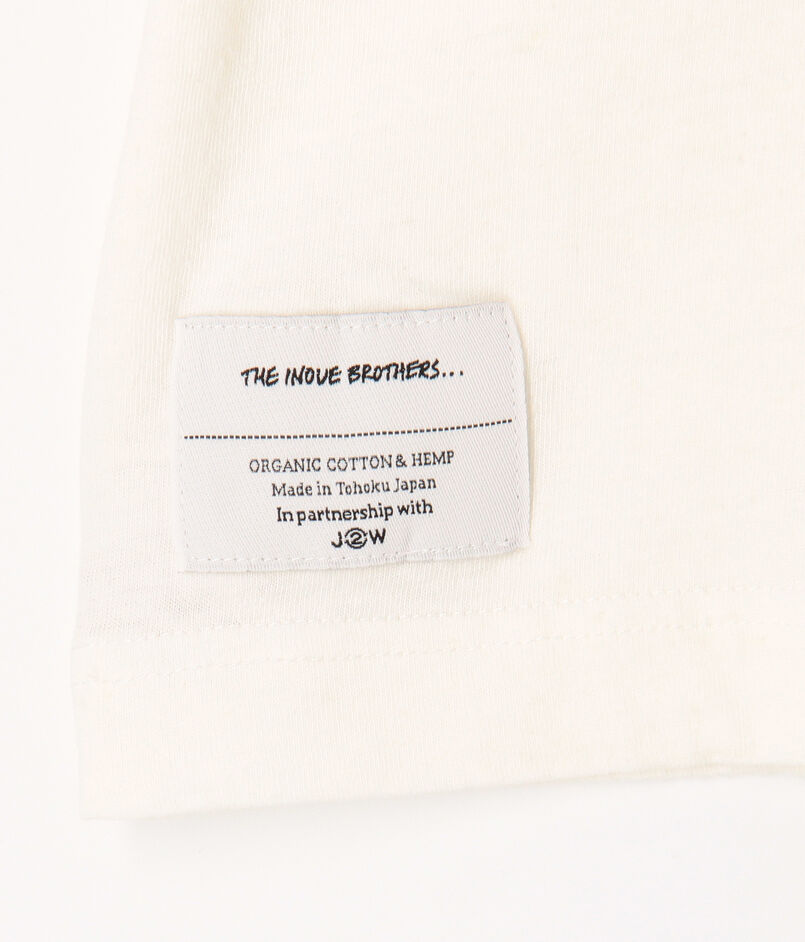 THE INOUE BROTHERS...
ORGANIC COTTON & HEMP
Made in Tohoku Japan
In partnership with
J②W